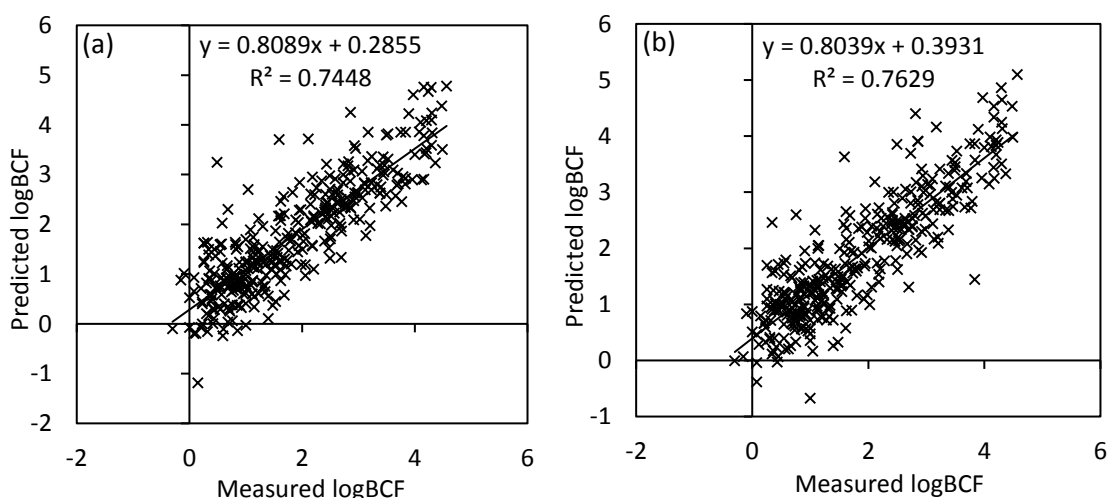 (a)
y = 0.8089x + 0.2855
R² = 0.7448
6
5
4
3
2
1
0
-1
-2
-2
0
2
4
6
Predicted logBCF
Measured logBCF
(b)
y = 0.8039x + 0.3931
R² = 0.7629
6
5
4
3
2
1
0
-1
-2
0
2
4
6
Predicted logBCF
Measured logBCF